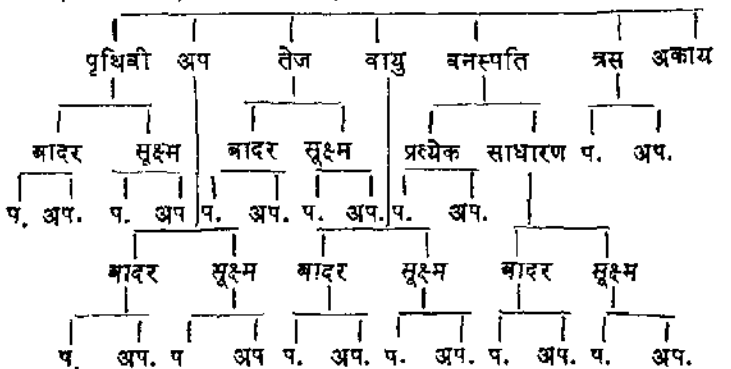 पृथिवी अप तेज वायु वनस्पति त्रस अकाय
बादर सूक्ष्म बादर सूक्ष्म प्रत्येक साधारण प. अप.
प. अप. प. अप प. अप. प. अप. प. अप.
बादर सूक्ष्म बादर सूक्ष्म बादर सूक्ष्म
प. अप. प अप प. अप. प. अप. प. अप. प. अप.